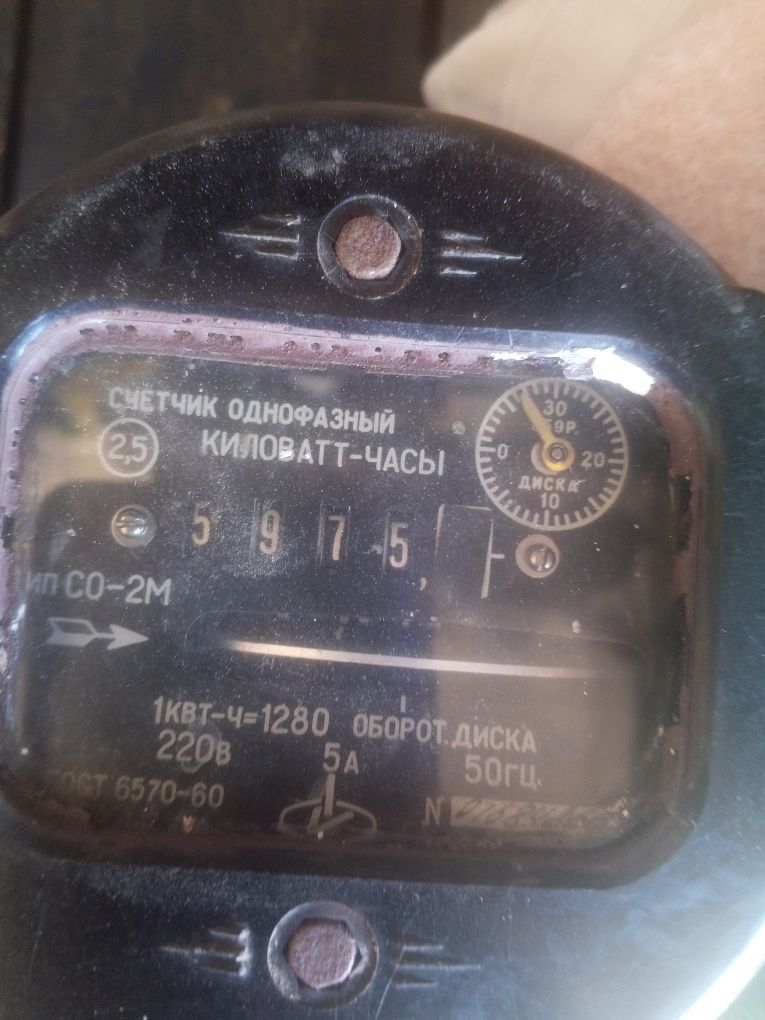 СЧЕТЧИК ОДНОФАЗНЫЙ
2,5
КИЛОВАТТ-ЧАСЫ
30
0
20
ДИСКА
10
5 9 7 5,
СО-2М
1КВТ-Ч=1280 ОБОРОТ. ДИСКА
220В 5А 50ГЦ
ГОСТ 6570-60
N